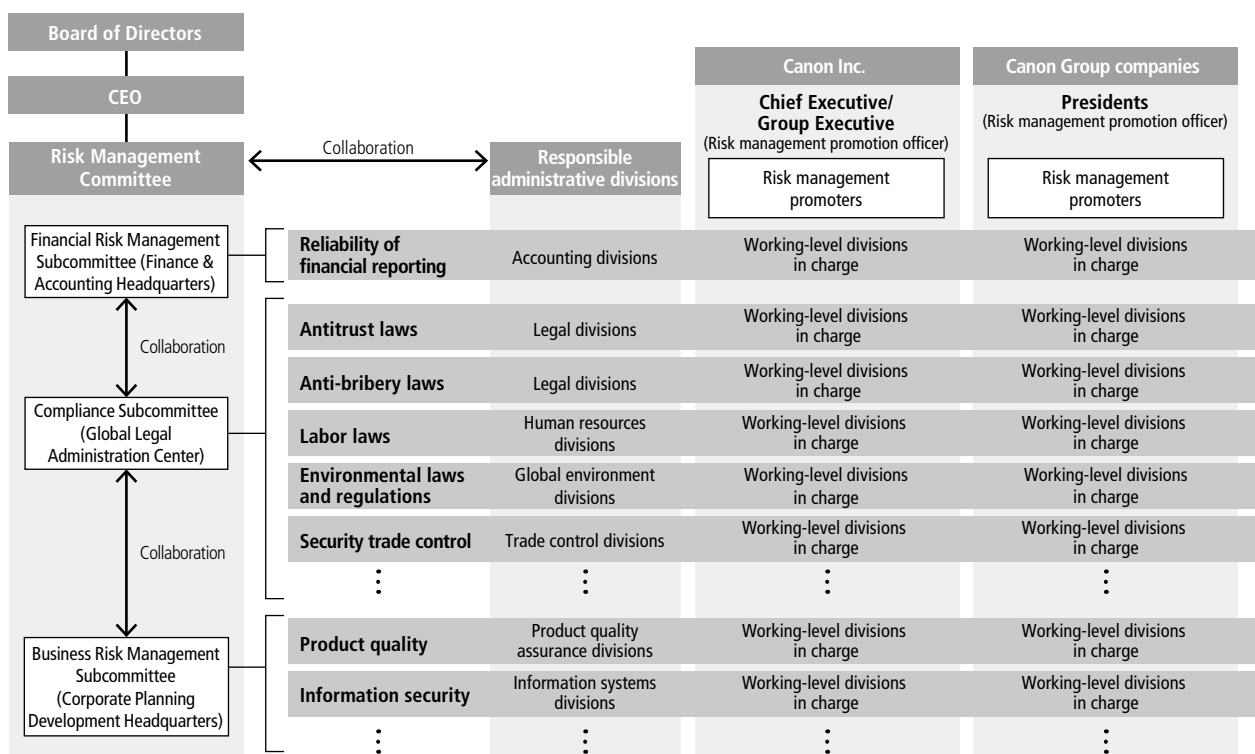 Board of Directors
CEO
Risk Management
Committee
Collaboration
Responsible
administrative divisions
Canon Inc.
Chief Executive/
Group Executive
(Risk management promotion officer)
Risk management
promoters
Canon Group companies
Presidents
(Risk management promotion officer)
Risk management
promoters
Financial Risk Management
Subcommittee (Finance &
Accounting Headquarters)
Collaboration
Compliance Subcommittee
(Global Legal
Administration Center)
Collaboration
Business Risk Management
Subcommittee
(Corporate Planning
Development Headquarters)
Reliability of
financial reporting
Accounting divisions
Working-level divisions
in charge
Working-level divisions
in charge
Antitrust laws
Legal divisions
Working-level divisions
in charge
Working-level divisions
in charge
Anti-bribery laws
Legal divisions
Working-level divisions
in charge
Working-level divisions
in charge
Labor laws
Human resources
divisions
Working-level divisions
in charge
Working-level divisions
in charge
Environmental laws
and regulations
Global environment
divisions
Working-level divisions
in charge
Working-level divisions
in charge
Security trade control
Trade control divisions
Working-level divisions
in charge
Working-level divisions
in charge
Product quality
Product quality
assurance divisions
Working-level divisions
in charge
Working-level divisions
in charge
Information security
Information systems
divisions
Working-level divisions
in charge
Working-level divisions
in charge